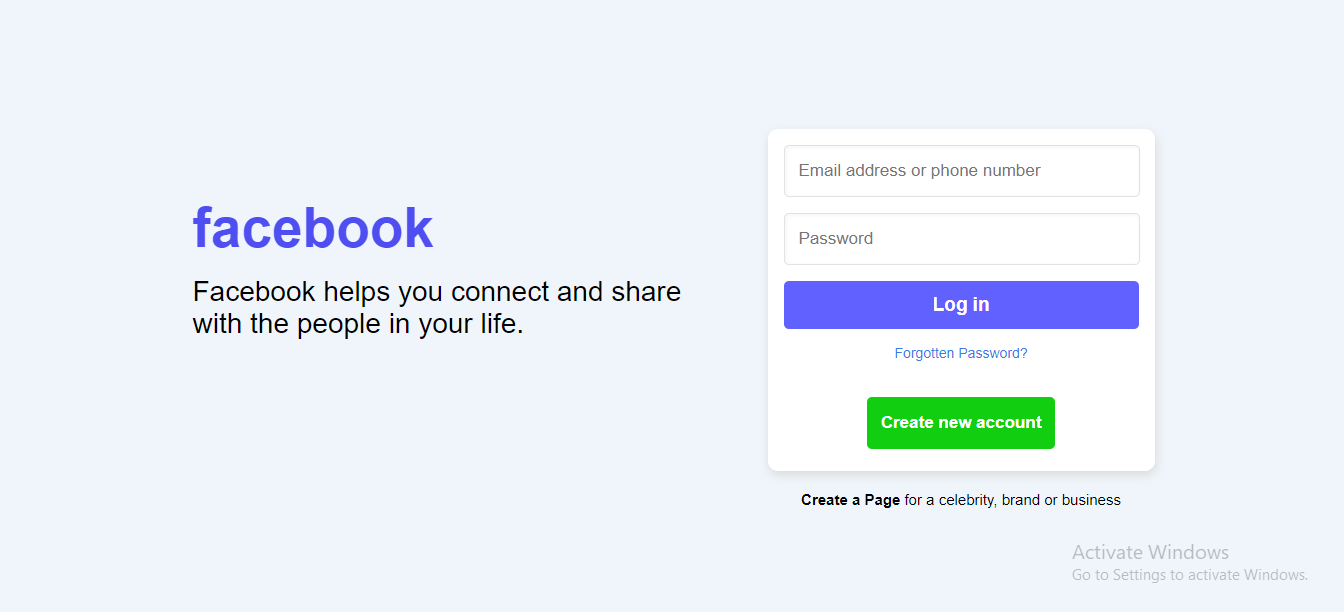 facebook
Facebook helps you connect and share
with the people in your life.
Email address or phone number
Password
Log in
Forgotten Password?
Create new account
Create a Page for a celebrity, brand or business
Activate Windows
Go to Settings to activate Windows.